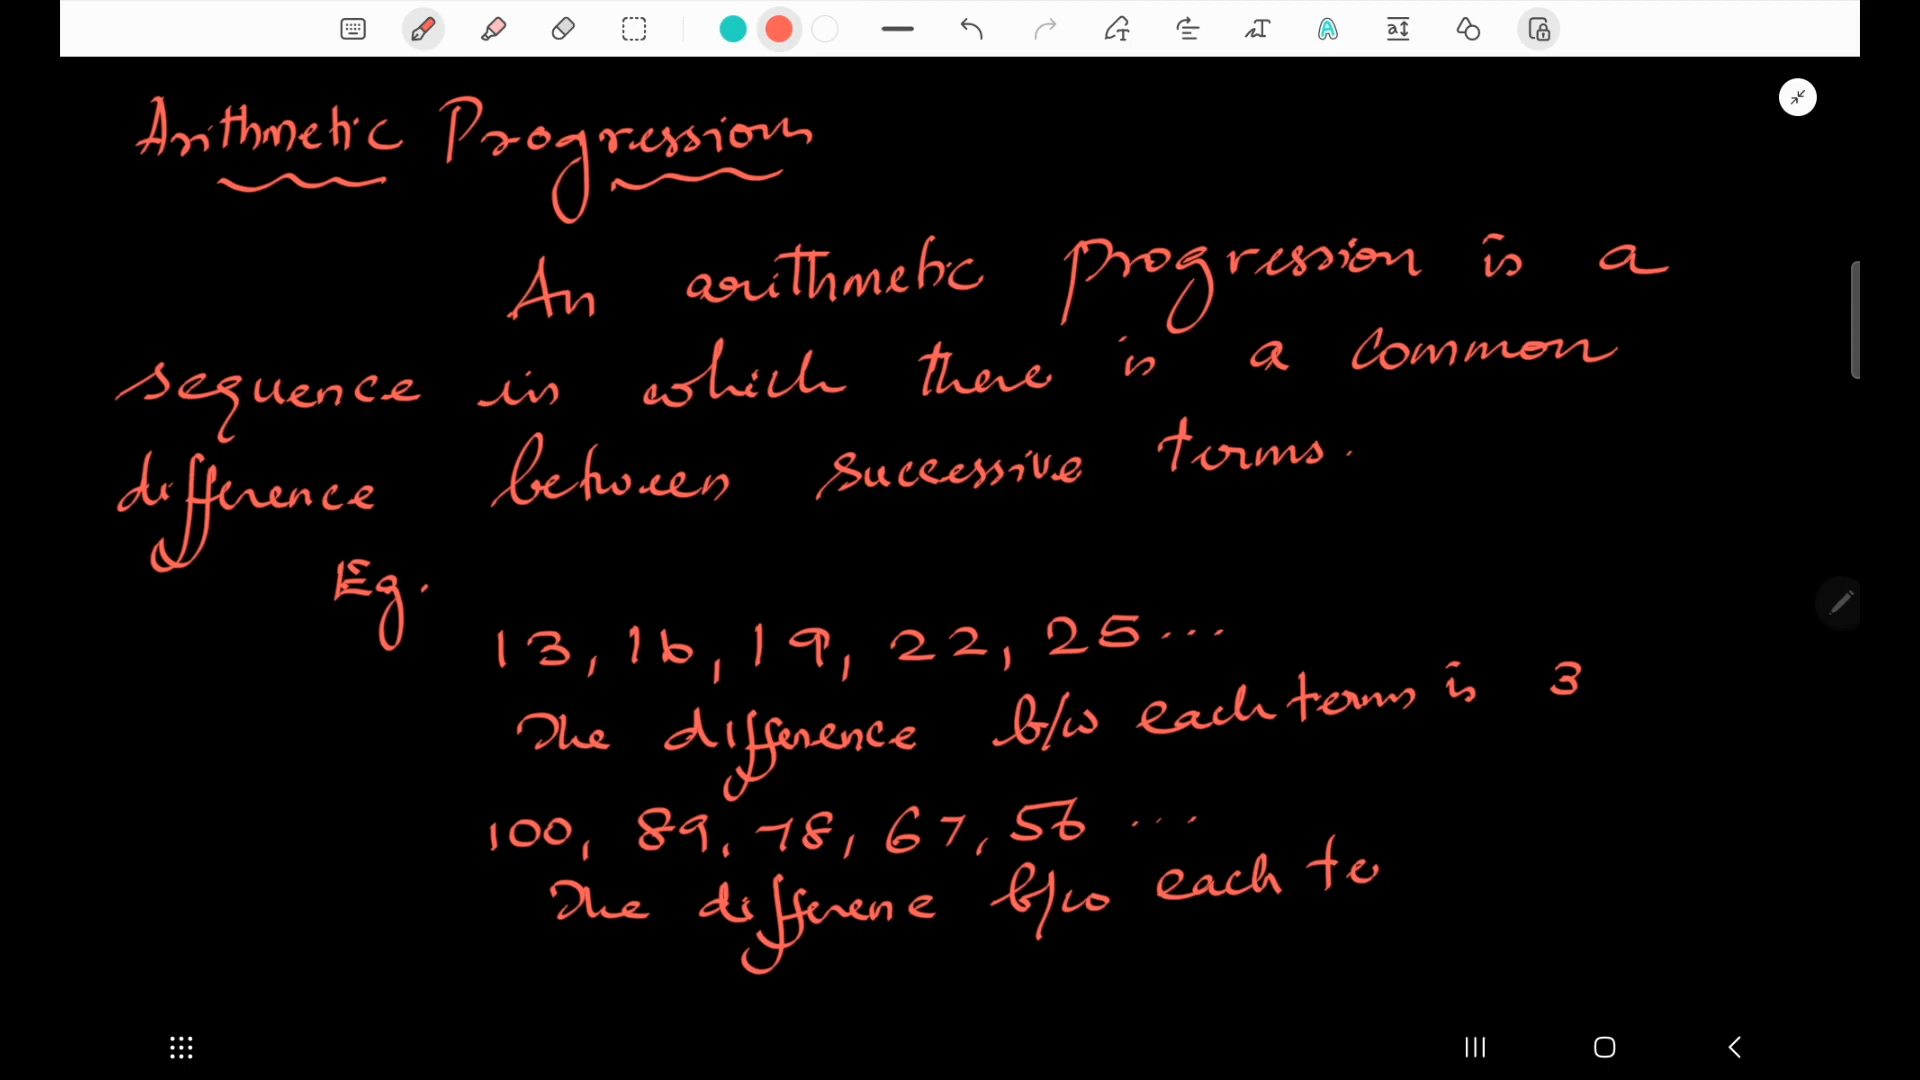 Arithmetic Progression
An arithmetic progression is a
sequence in which there is a common
difference between successive terms.
Eg.
13, 16, 19, 22, 25...
The difference b/w each terms is 3
100, 89, 78, 67, 56 ...
The difference b/w each te